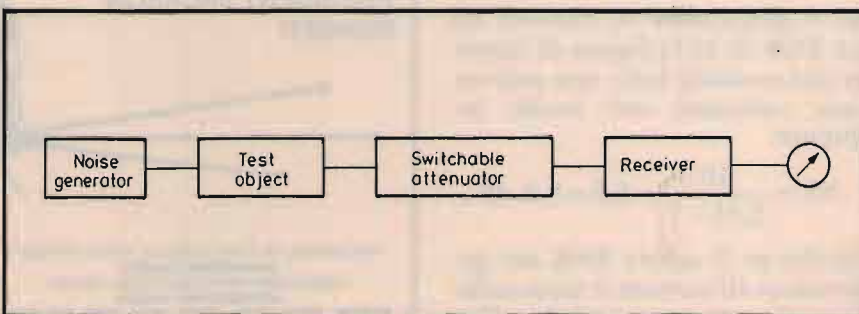 Noise
generator
Test
object
Switchable
attenuator
Receiver